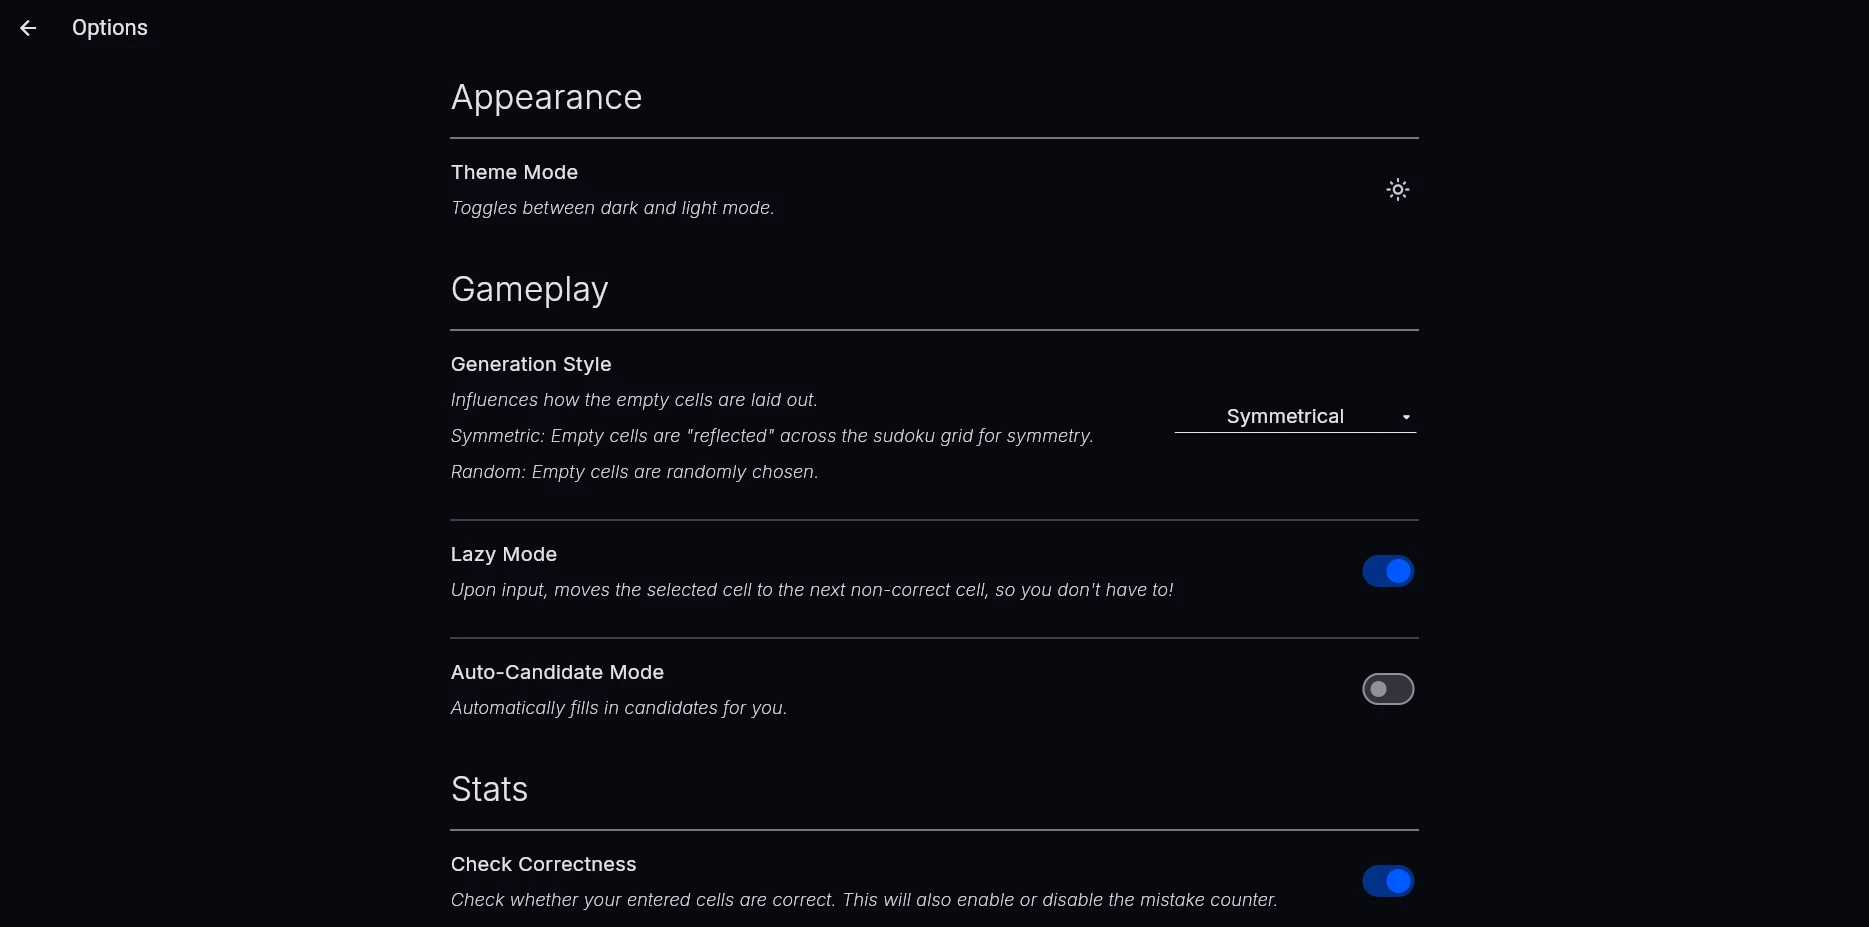 Options
Appearance
Theme Mode
Toggles between dark and light mode.
Gameplay
Generation Style
Influences how the empty cells are laid out.
Symmetric: Empty cells are "reflected" across the sudoku grid for symmetry.
Random: Empty cells are randomly chosen.
Symmetrical
Lazy Mode
Upon input, moves the selected cell to the next non-correct cell, so you don't have to!
Auto-Candidate Mode
Automatically fills in candidates for you.
Stats
Check Correctness
Check whether your entered cells are correct. This will also enable or disable the mistake counter.